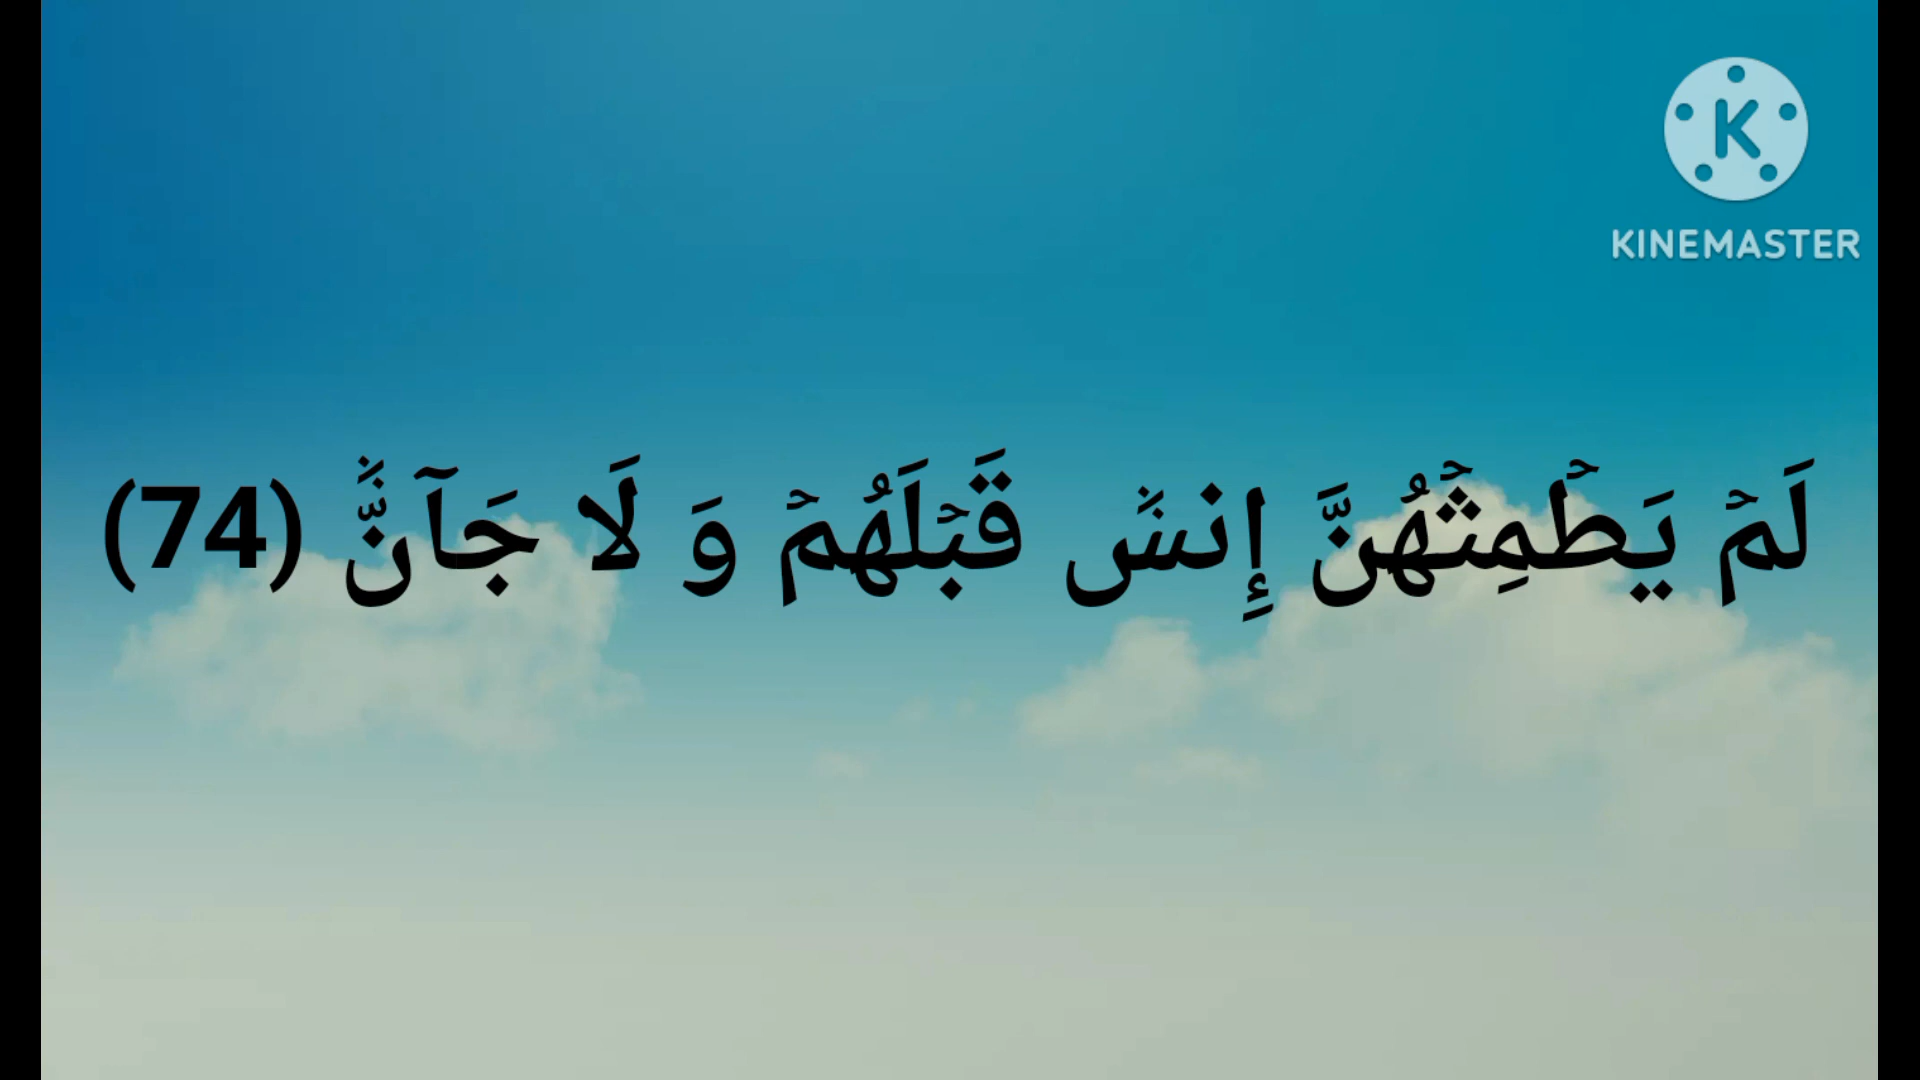 KINEMASTER
لَمۡ يَطۡمِثۡهُنَّ إِنسٞ قَبۡلَهُمۡ وَ لَا جَآنّٞ (74)